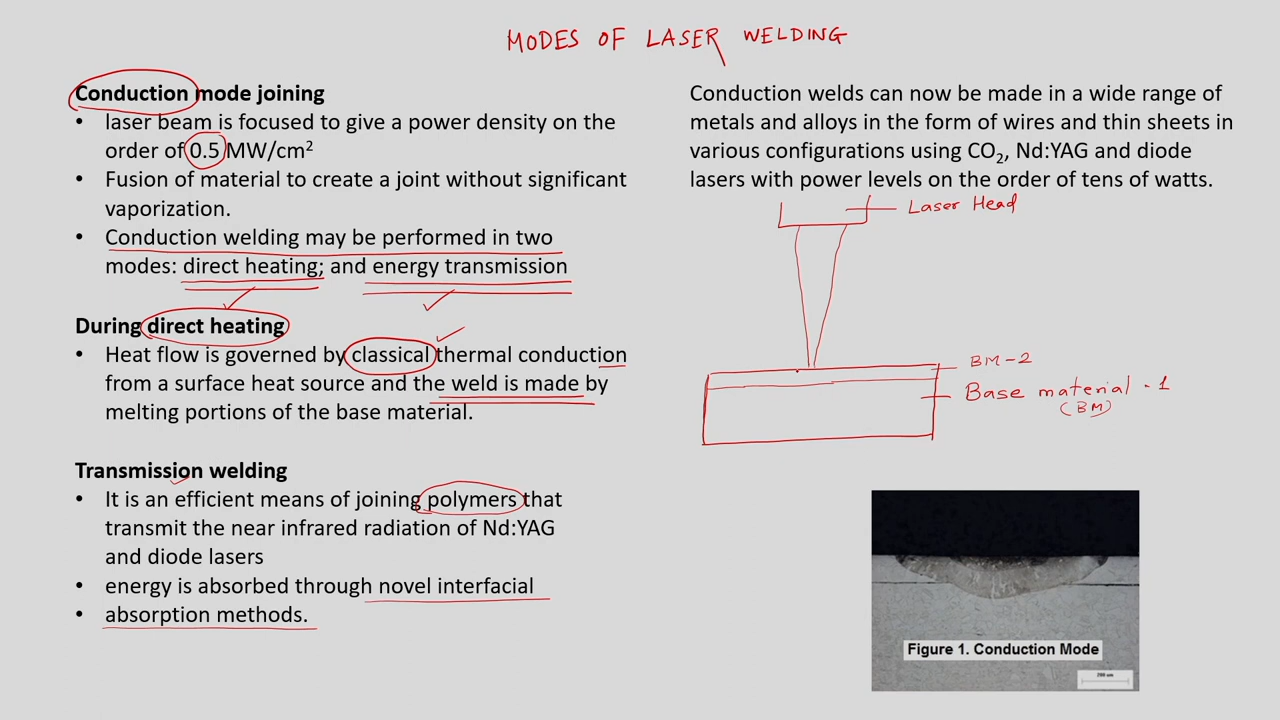 MODES OF LASER WELDING
Conduction mode joining
• laser beam is focused to give a power density on the
order of 0.5 MW/cm²
• Fusion of material to create a joint without significant
vaporization.
• Conduction welding may be performed in two
modes: direct heating; and energy transmission
During direct heating
• Heat flow is governed by classical thermal conduction
from a surface heat source and the weld is made by
melting portions of the base material.
Transmission welding
• It is an efficient means of joining polymers that
transmit the near infrared radiation of Nd:YAG
and diode lasers
• energy is absorbed through novel interfacial
• absorption methods.
Conduction welds can now be made in a wide range of
metals and alloys in the form of wires and thin sheets in
various configurations using CO₂, Nd:YAG and diode
lasers with power levels on the order of tens of watts.
Laser Head
BM-2
Base material - 1
(BM)
Figure 1. Conduction Mode